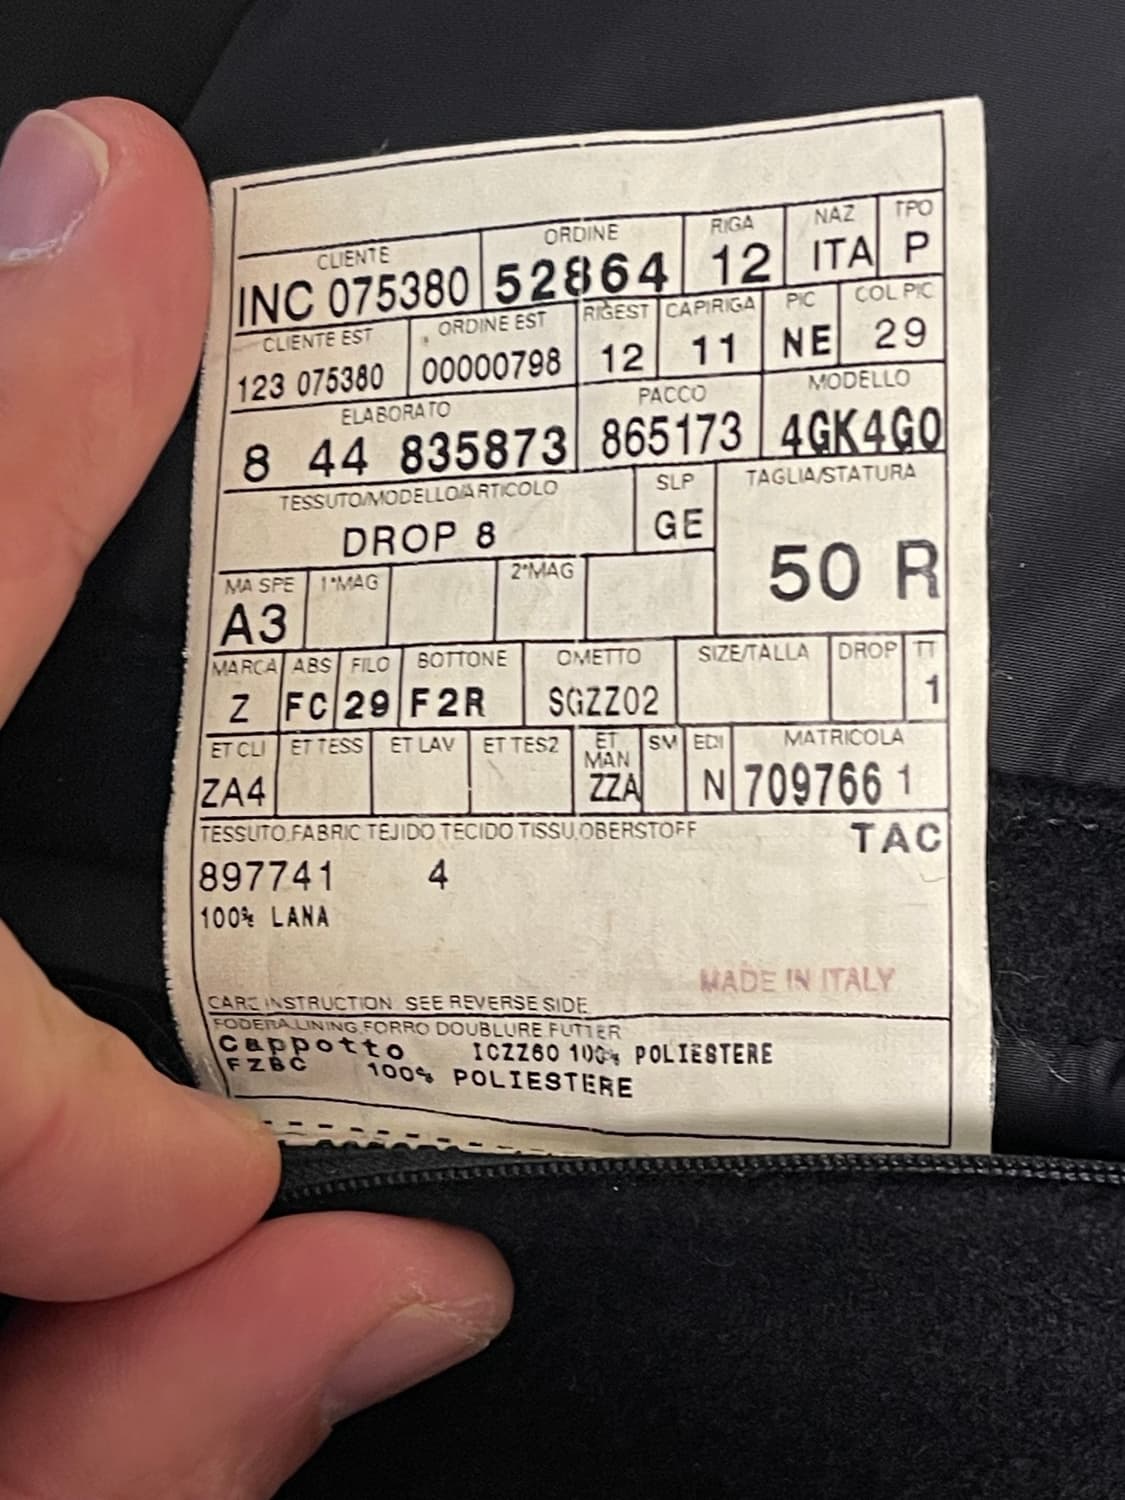 CLIENTE ORDINE RIGA NAZ TPO
INC 075380 52864 12 ITA P
CLIENTE EST ORDINE EST RIGEST CAPIRIGA PIC COL PIC
123 075380 00000798 12 11 NE 29
ELABORATO PACCO MODELLO
8 44 835873 865173 4GK4G0
TESSUTO/MODELLO/ARTICOLO SLP TAGLIA/STATURA
DROP 8 GE 50 R
MA SPE 1°MAG 2°MAG
A3
MARCA ABS FILO BOTTONE OMETTO SIZE/TALLA DROP TT
Z FC 29 F2R SGZZ02 1
ET CLI ET TESS ET LAV ET TES2 ET MAN SM EDI MATRICOLA
ZA4 ZZA N 709766 1
TESSUTO,FABRIC TEJIDO,TECIDO TISSU,OBERSTOFF TAC
897741 4
100% LANA
MADE IN ITALY
CARE INSTRUCTION SEE REVERSE SIDE
FODERA,LINING,FORRO DOUBLURE FUTTER
Cappotto ICZZ60 100% POLIESTERE
FZBC 100% POLIESTERE